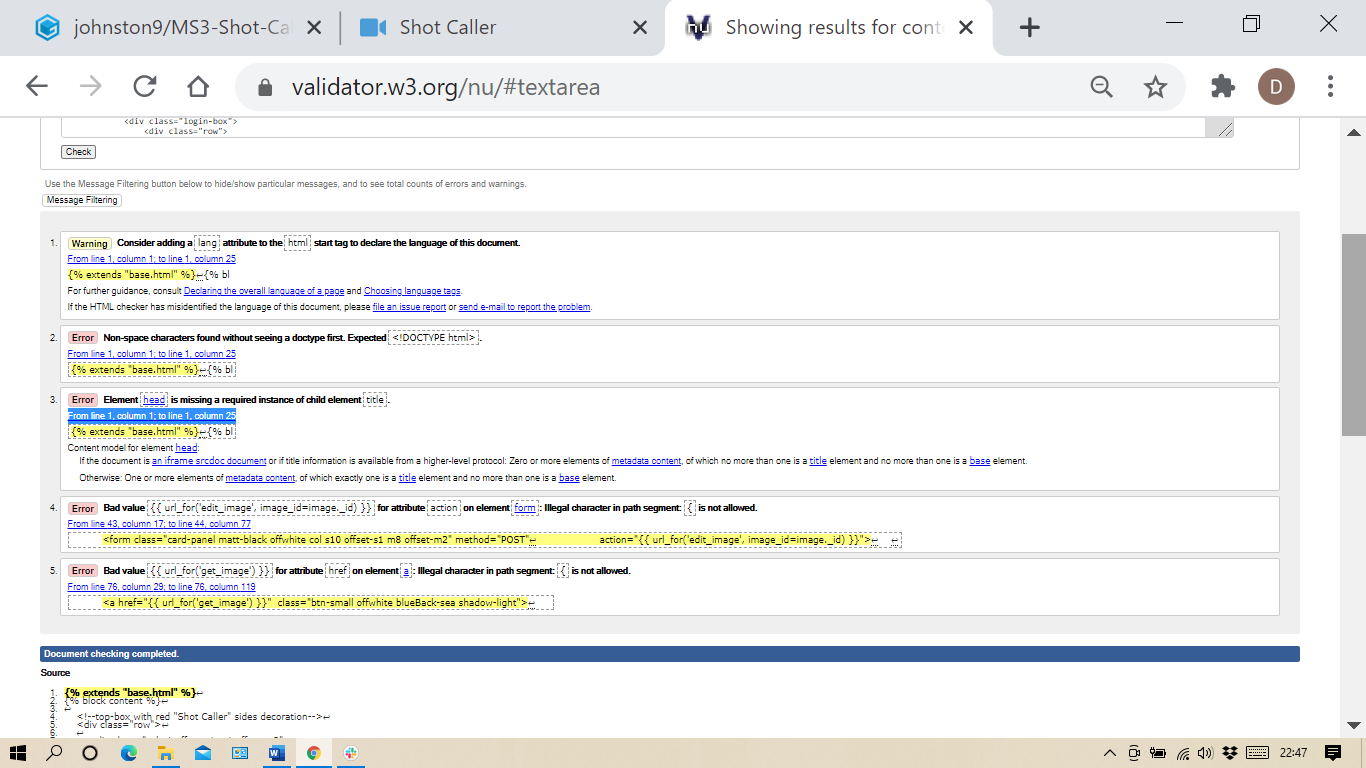 johnston9/MS3-Shot-Ca
Shot Caller
Showing results for cont
validator.w3.org/nu/#textarea
D
<div class="login-box">
<div class="row">
Check
Use the Message Filtering button below to hide/show particular messages, and to see total counts of errors and warnings.
Message Filtering
1. Warning Consider adding a lang attribute to the html start tag to declare the language of this document.
From line 1, column 1; to line 1, column 25
{% extends "base.html" %}↩{% bl
For further guidance, consult Declaring the overall language of a page and Choosing language tags.
If the HTML checker has misidentified the language of this document, please file an issue report or send e-mail to report the problem.
2. Error Non-space characters found without seeing a doctype first. Expected <!DOCTYPE html>.
From line 1, column 1; to line 1, column 25
{% extends "base.html" %}↩{% bl
3. Error Element head is missing a required instance of child element title.
From line 1, column 1; to line 1, column 25
{% extends "base.html" %}↩{% bl
Content model for element head:
If the document is an iframe srcdoc document or if title information is available from a higher-level protocol: Zero or more elements of metadata content, of which no more than one is a title element and no more than one is a base element.
Otherwise: One or more elements of metadata content, of which exactly one is a title element and no more than one is a base element.
4. Error Bad value {{ url_for('edit_image', image_id=image._id) }} for attribute action on element form: Illegal character in path segment: { is not allowed.
From line 43, column 17; to line 44, column 77
<form class="card-panel matt-black offwhite col s10 offset-s1 m8 offset-m2" method="POST"↩ action="{{ url_for('edit_image', image_id=image._id) }}">↩ ↩
5. Error Bad value {{ url_for('get_image') }} for attribute href on element a: Illegal character in path segment: { is not allowed.
From line 76, column 29; to line 76, column 119
<a href="{{ url_for('get_image') }}" class="btn-small offwhite blueBack-sea shadow-light">↩
Document checking completed.
Source
1. {% extends "base.html" %}↩
2. {% block content %}↩
3. ↩
4. <!--top-box with red "Shot Caller" sides decoration-->↩
5. <div class="row">↩
6. ↩
22:47